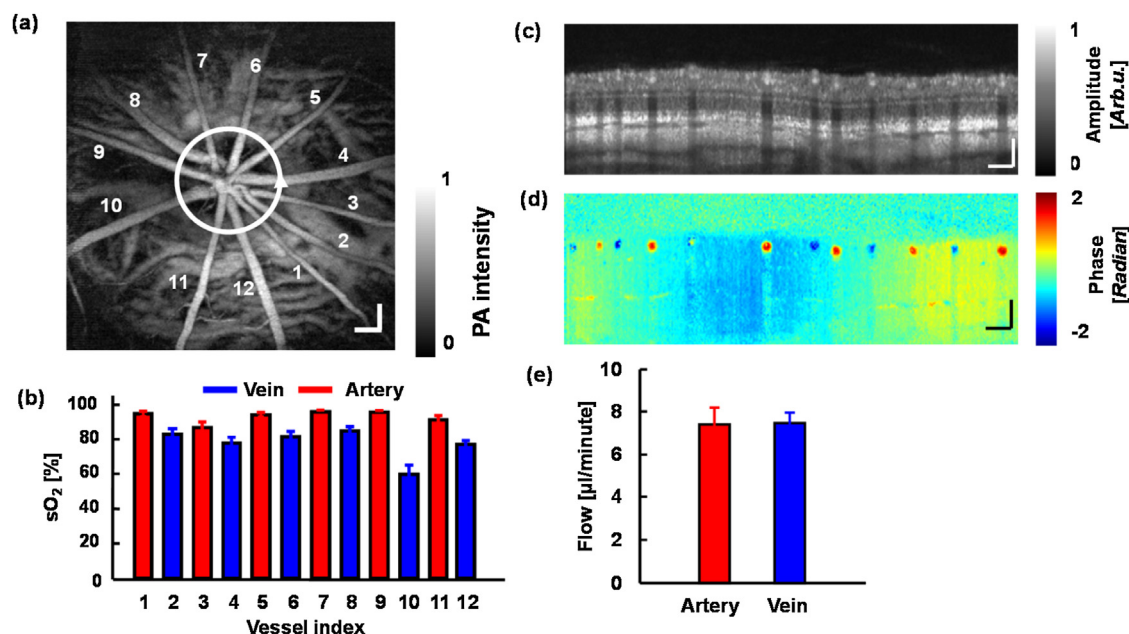 (a)
7
6
8
5
9
4
10
3
2
1
11
12
1
PA intensity
0
(b)
Vein
Artery
sO2 [%]
100
80
60
40
20
0
1 2 3 4 5 6 7 8 9 10 11 12
Vessel index
(c)
1
Amplitude
[Arb.u.]
0
(d)
2
Phase
[Radian]
-2
(e)
Flow [µl/minute]
10
8
6
4
2
0
Artery Vein